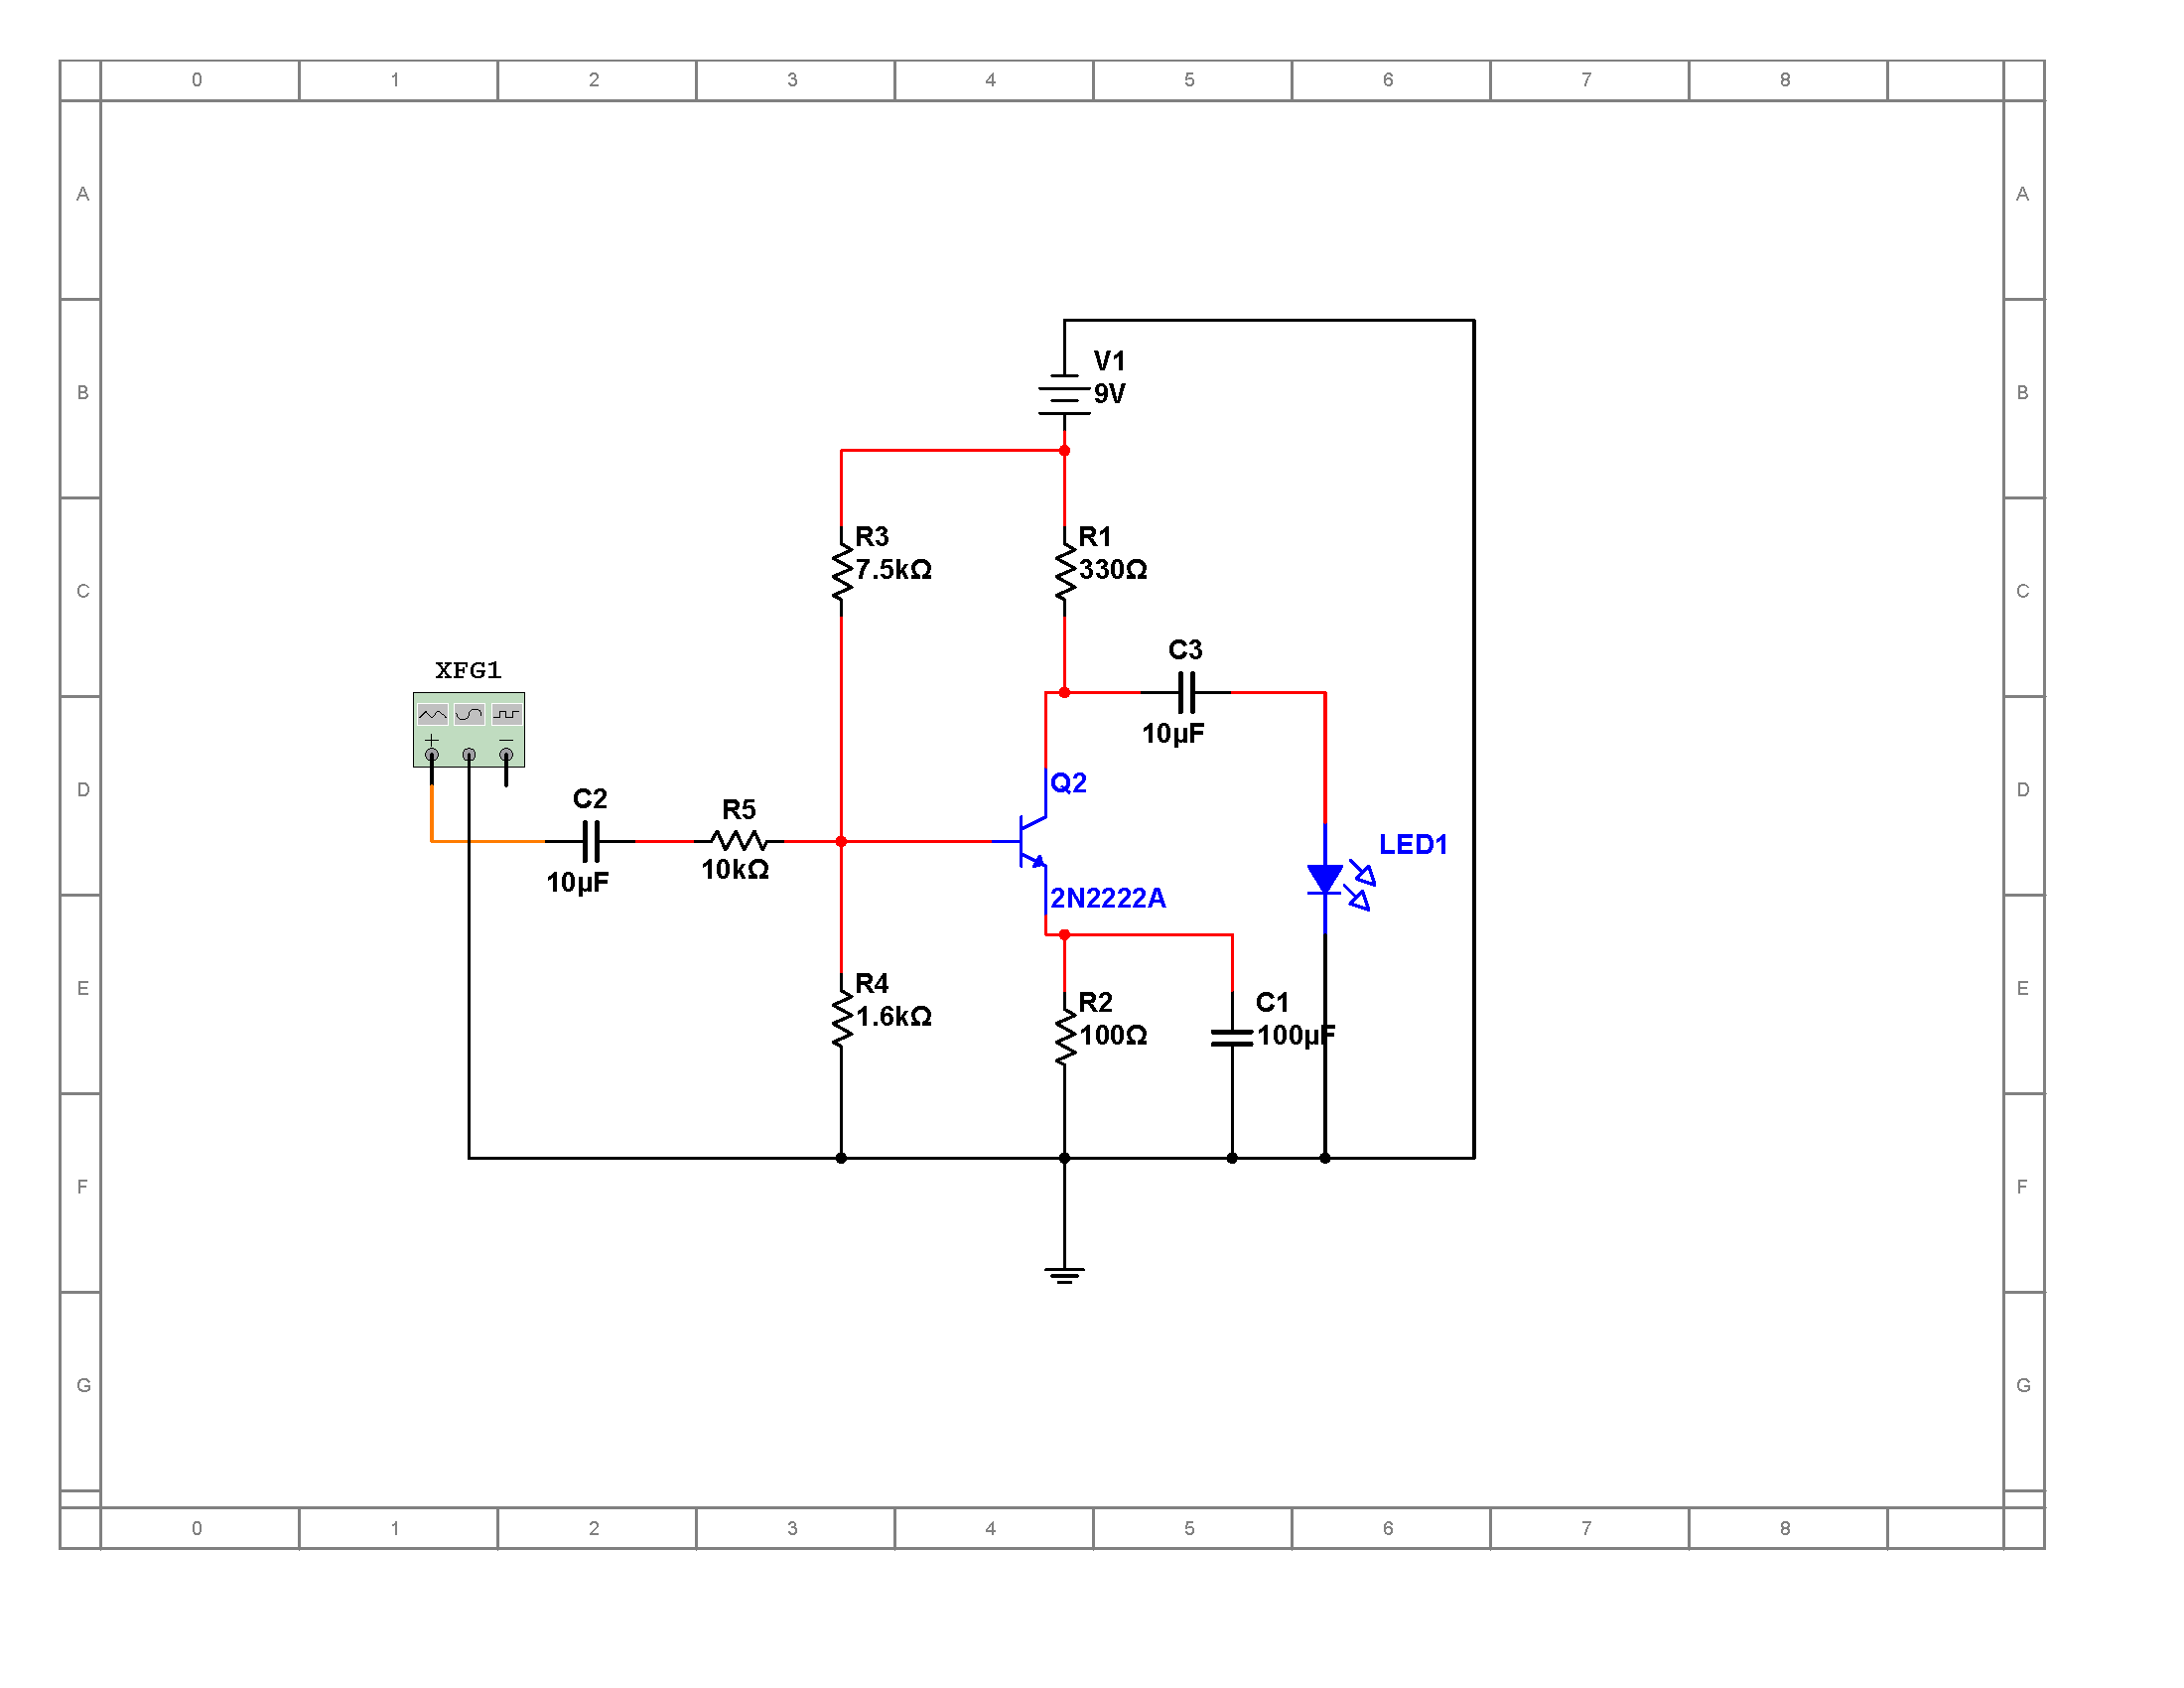 0 1 2 3 4 5 6 7 8
A A
V1
B 9V B
R3 R1
7.5kΩ 330Ω
C C
C3
XFG1
10µF
+ −
Q2
D D
C2
R5
LED1
10kΩ
10µF
2N2222A
R4
E E
R2 C1
1.6kΩ
100Ω 100µF
F F
G G
0 1 2 3 4 5 6 7 8